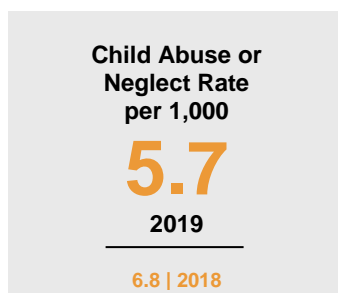 Child Abuse or
Neglect Rate
per 1,000
5.7
2019
6.8 | 2018